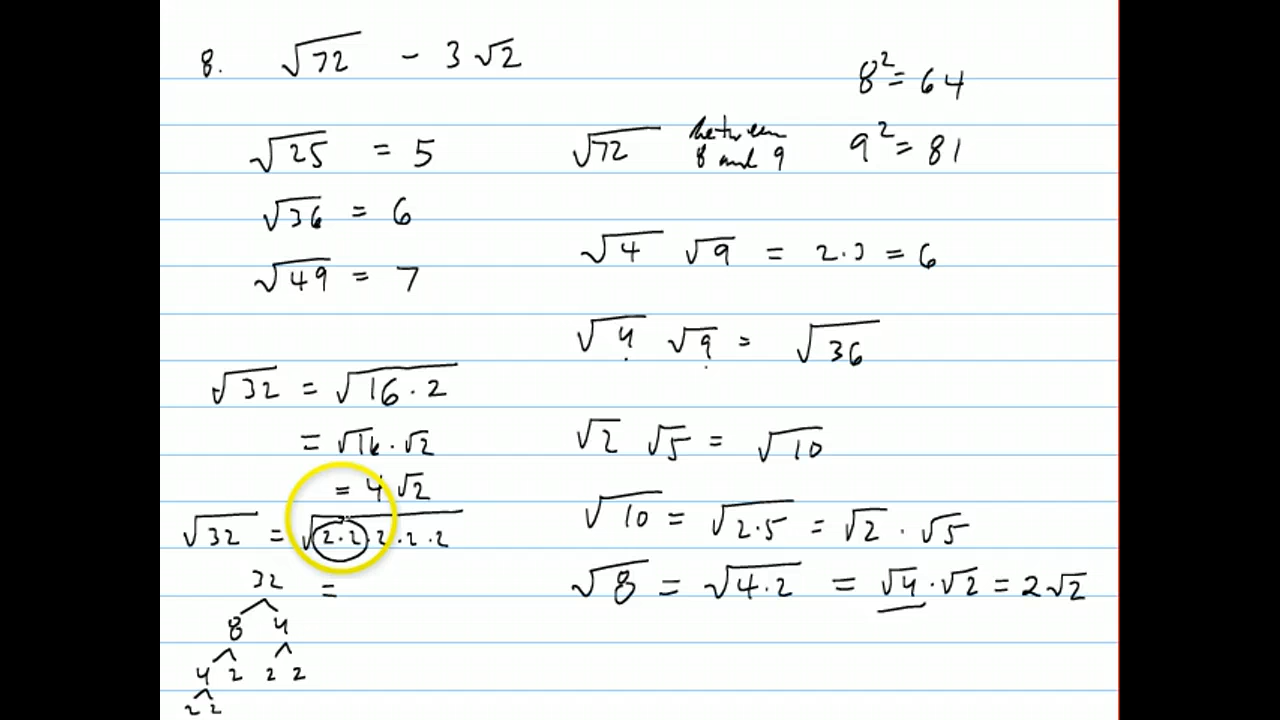 8. √72 - 3√2
8² = 64
√25 = 5
√72 between 8 and 9
9² = 81
√36 = 6
√49 = 7
√4 √9 = 2·3 = 6
√4 √9 = √36
√32 = √16·2
= √16·√2
= 4√2
√2 √5 = √10
√10 = √2·5 = √2·√5
√32 = √2·2·2·2·2
√8 = √4·2 = √4·√2 = 2√2
32 =
8 4
4 2 2 2
2 2